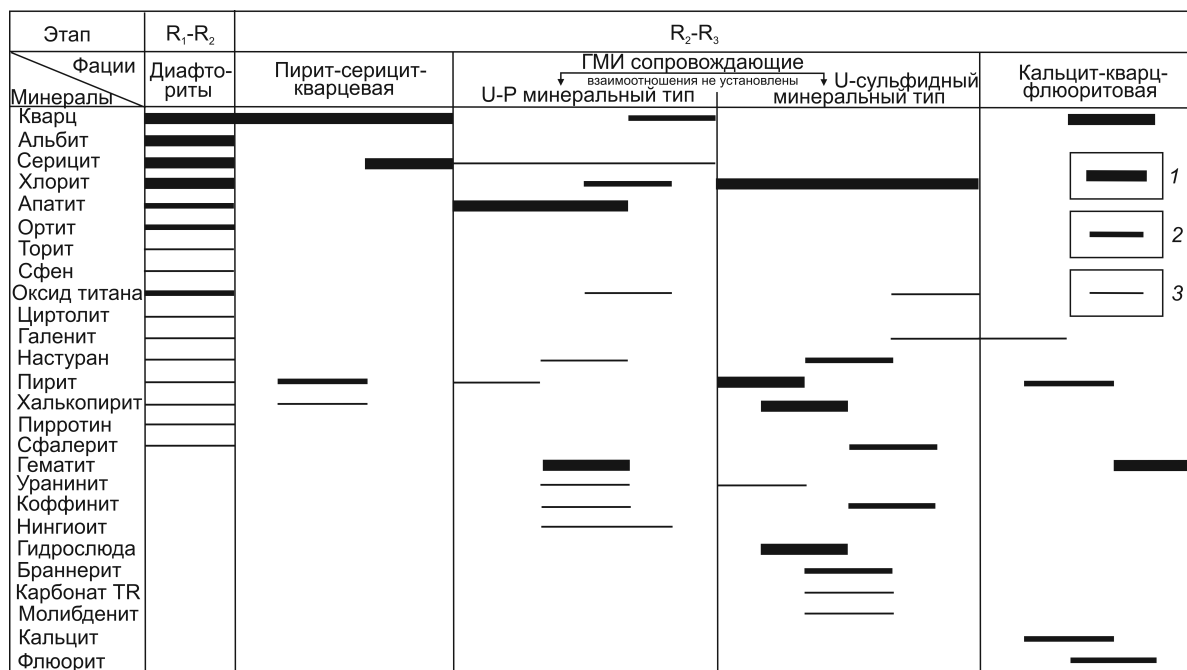 Этап R₁-R₂ R₂-R₃
Фации
Минералы
Диафто-
риты
Пирит-серицит-
кварцевая
ГМИ сопровождающие
взаимоотношения не установлены
U-P минеральный тип
U-сульфидный
минеральный тип
Кальцит-кварц-
флюоритовая
Кварц
Альбит
Серицит
Хлорит
Апатит
Ортит
Торит
Сфен
Оксид титана
Циртолит
Галенит
Настуран
Пирит
Халькопирит
Пирротин
Сфалерит
Гематит
Уранинит
Коффинит
Нингиоит
Гидрослюда
Браннерит
Карбонат TR
Молибденит
Кальцит
Флюорит
1
2
3